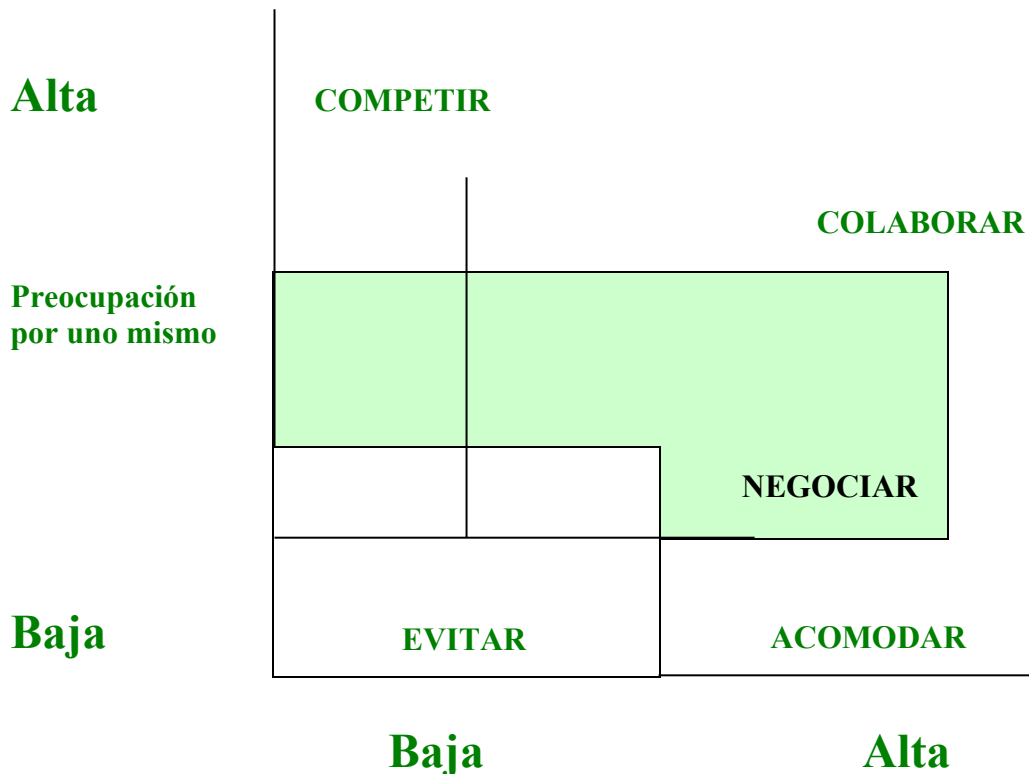 Alta
COMPETIR
COLABORAR
Preocupación
por uno mismo
NEGOCIAR
Baja
EVITAR
ACOMODAR
Baja
Alta